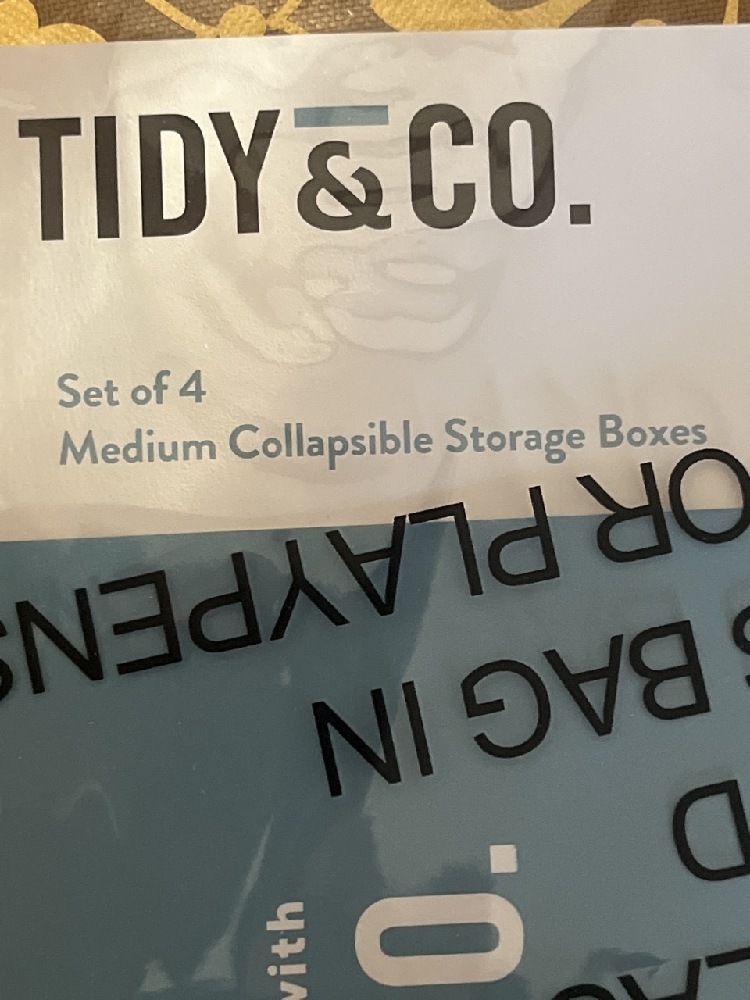 TIDY & CO.
Set of 4
Medium Collapsible Storage Boxes
OR PLAYPENS
BAG IN
with
O.